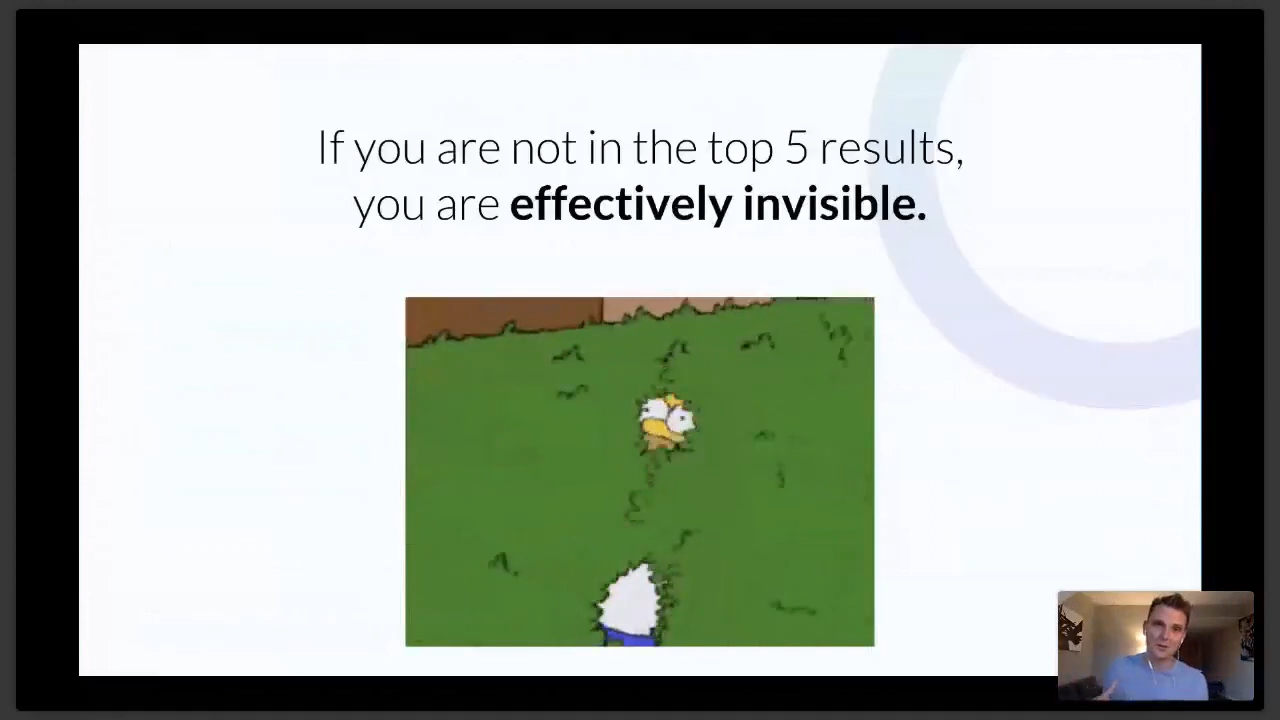 If you are not in the top 5 results,
you are effectively invisible.